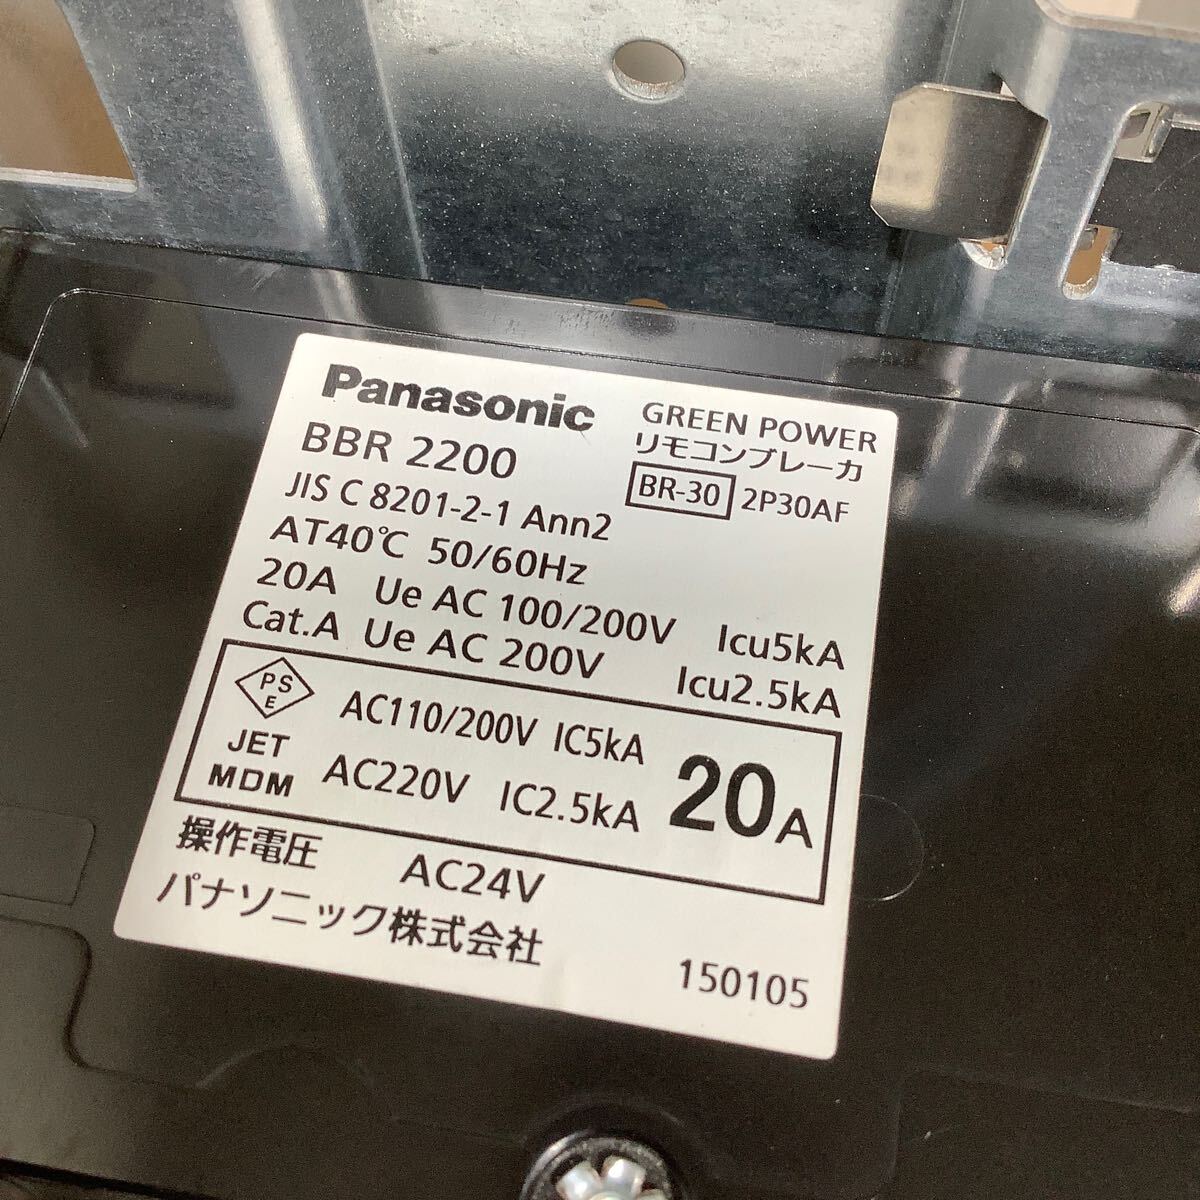 Panasonic
GREEN POWER
リモコンブレーカ
BBR 2200
BR-30 2P30AF
JIS C 8201-2-1 Ann2
AT40℃ 50/60Hz
20A Ue AC 100/200V Icu5kA
Cat.A Ue AC 200V Icu2.5kA
PS
E
JET
MDM
AC110/200V IC5kA
AC220V IC2.5kA
20A
操作電圧 AC24V
パナソニック株式会社
150105